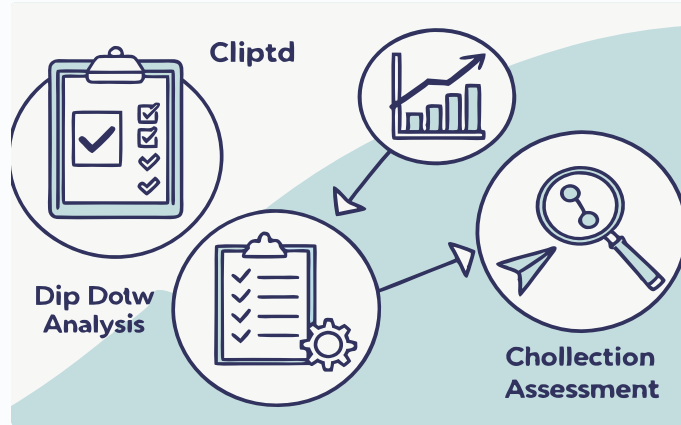 Cliptd
Dip Dotw
Analysis
Chollection
Assessment